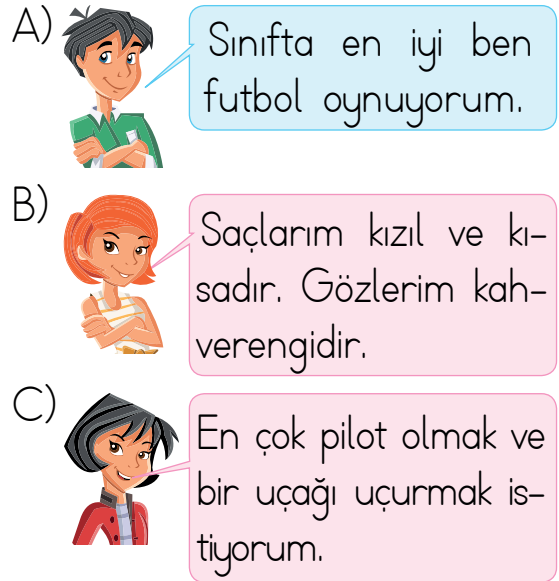 A)
Sınıfta en iyi ben
futbol oynuyorum.
B)
Saçlarım kızıl ve kı-
sadır. Gözlerim kah-
verengidir.
C)
En çok pilot olmak ve
bir uçağı uçurmak is-
tiyorum.